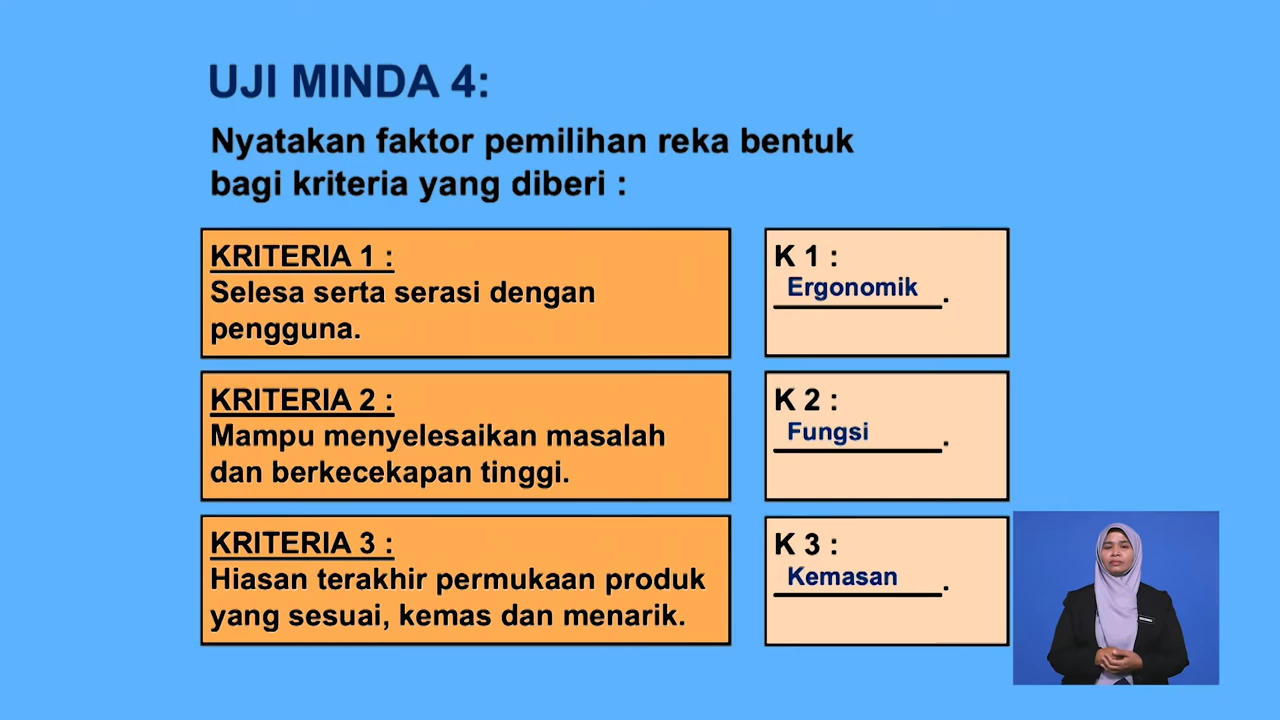 UJI MINDA 4:
Nyatakan faktor pemilihan reka bentuk
bagi kriteria yang diberi :
KRITERIA 1 :
Selesa serta serasi dengan
pengguna.
K 1 :
Ergonomik.
KRITERIA 2 :
Mampu menyelesaikan masalah
dan berkecekapan tinggi.
K 2 :
Fungsi.
KRITERIA 3 :
Hiasan terakhir permukaan produk
yang sesuai, kemas dan menarik.
K 3 :
Kemasan.